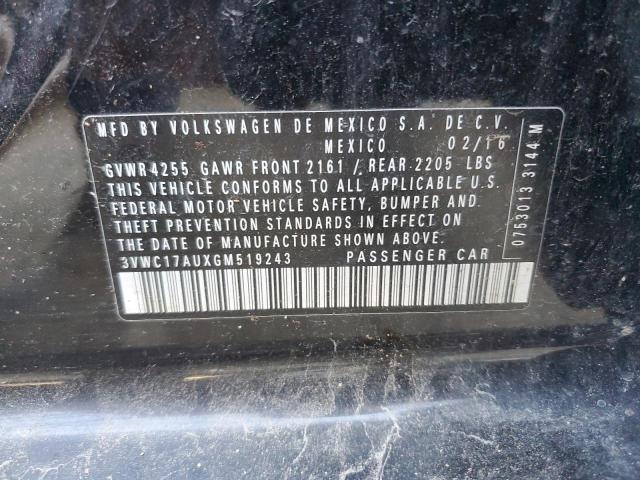 MFD BY VOLKSWAGEN DE MEXICO S.A. DE C.V.
MEXICO 02/16
GVWR 4255 GAWR FRONT 2161 / REAR 2205 LBS
THIS VEHICLE CONFORMS TO ALL APPLICABLE U.S.
FEDERAL MOTOR VEHICLE SAFETY, BUMPER AND.
THEFT PREVENTION STANDARDS IN EFFECT ON
THE DATE OF MANUFACTURE SHOWN ABOVE.
3VWC17AUXGM519243 PASSENGER CAR
0753013 3144 M